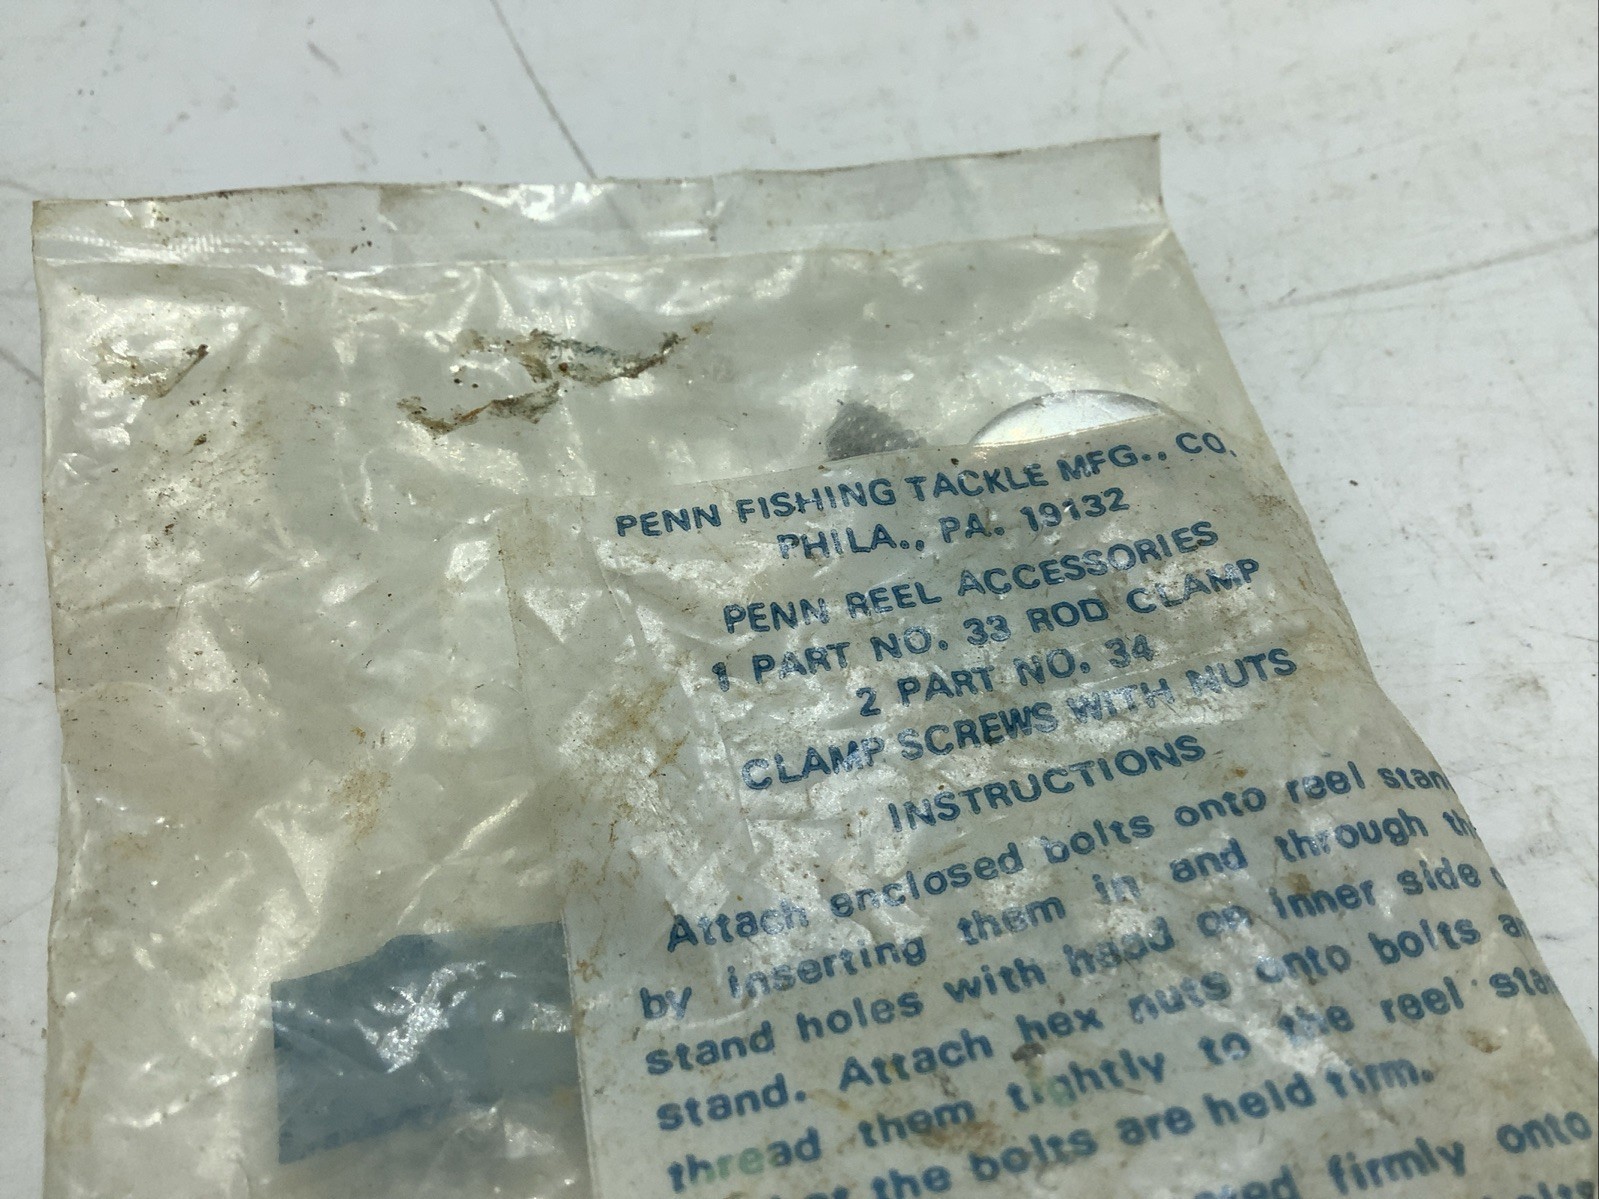 PENN FISHING TACKLE MFG., CO.
PHILA., PA. 19132
PENN REEL ACCESSORIES
1 PART NO. 33 ROD CLAMP
2 PART NO. 34
CLAMP SCREWS WITH NUTS
INSTRUCTIONS
Attach enclosed bolts onto reel
by inserting them in and through
stand holes with head on inner side
stand. Attach hex nuts onto bolts
thread them tightly to the reel
the bolts are held firm.
firmly onto